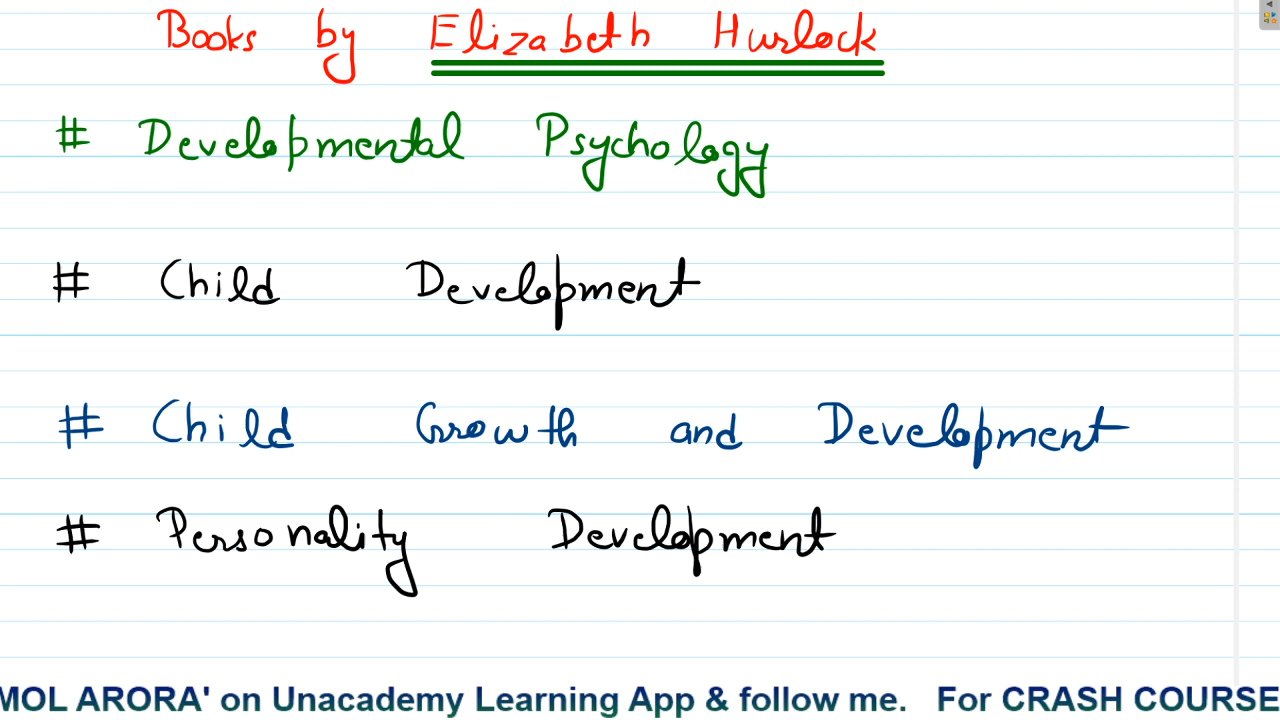 Books by Elizabeth Hurlock
# Developmental Psychology
# Child Development
# Child Growth and Development
# Personality Development
MOL ARORA' on Unacademy Learning App & follow me. For CRASH COURSE